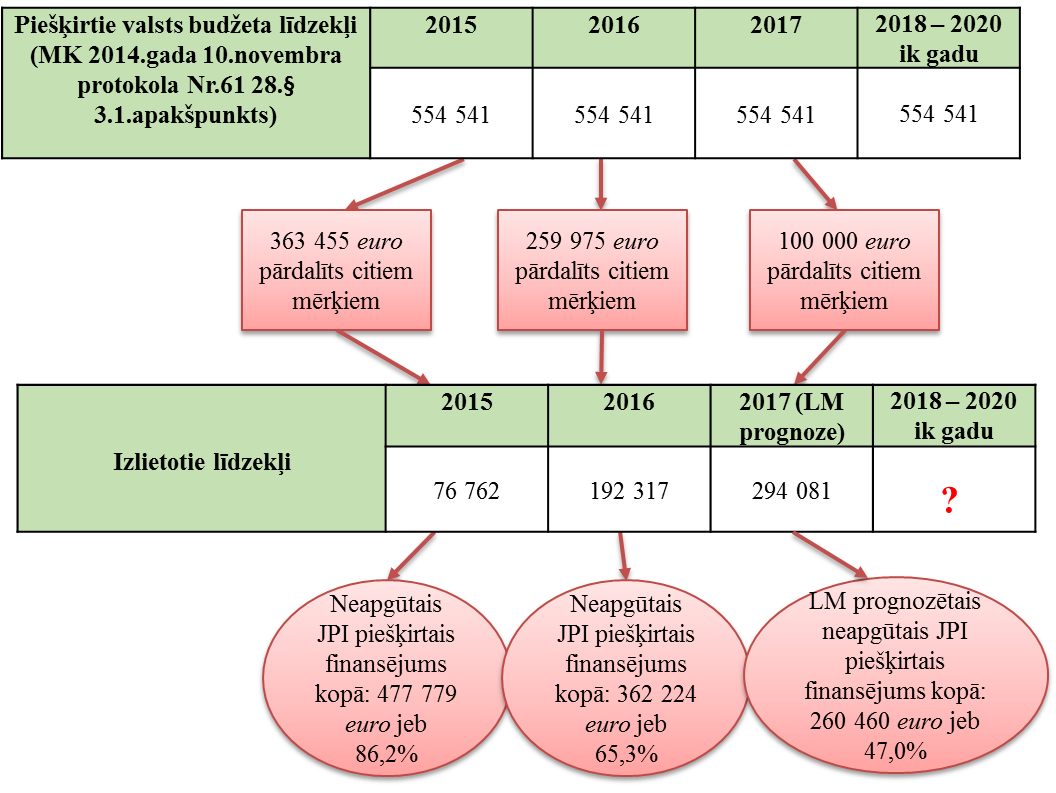 Piešķirtie valsts budžeta līdzekļi
(MK 2014.gada 10.novembra
protokola Nr.61 28.§
3.1.apakšpunkts)
2015
2016
2017
2018 – 2020
ik gadu
554 541
554 541
554 541
554 541
363 455 euro
pārdalīts citiem
mērķiem
259 975 euro
pārdalīts citiem
mērķiem
100 000 euro
pārdalīts citiem
mērķiem
Izlietotie līdzekļi
2015
2016
2017 (LM
prognoze)
2018 – 2020
ik gadu
76 762
192 317
294 081
?
Neapgūtais
JPI piešķirtais
finansējums
kopā: 477 779
euro jeb
86,2%
Neapgūtais
JPI piešķirtais
finansējums
kopā: 362 224
euro jeb
65,3%
LM prognozētais
neapgūtais JPI
piešķirtais
finansējums kopā:
260 460 euro jeb
47,0%